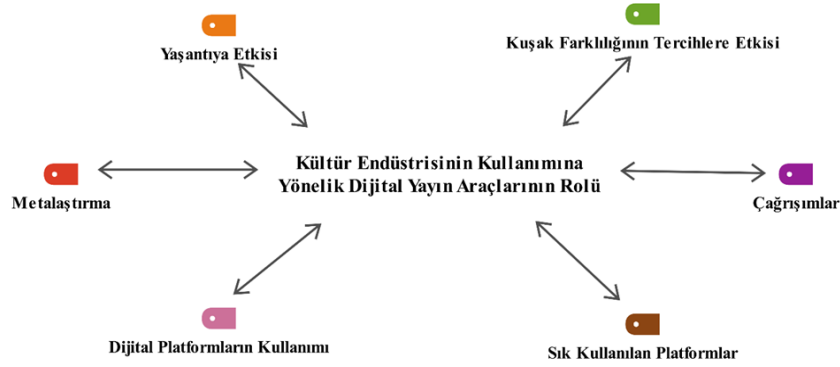 Yaşantıya Etkisi
Kuşak Farklılığının Tercihlere Etkisi
Kültür Endüstrisinin Kullanımına
Yönelik Dijital Yayın Araçlarının Rolü
Metalaştırma
Çağrışımlar
Dijital Platformların Kullanımı
Sık Kullanılan Platformlar